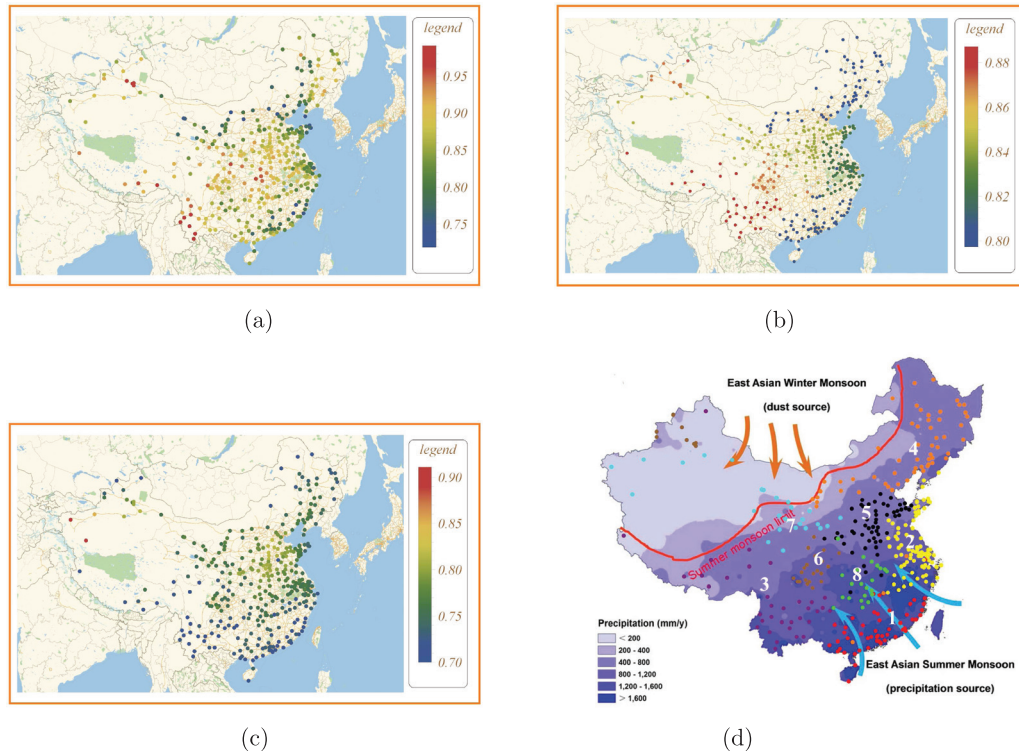 legend
0.95
0.90
0.85
0.80
0.75
(a)
legend
0.88
0.86
0.84
0.82
0.80
(b)
legend
0.90
0.85
0.80
0.75
0.70
(c)
East Asian Winter Monsoon
(dust source)
Summer monsoon limit
4
5
7
2
6
3
8
1
Precipitation (mm/y)
< 200
200 - 400
400 - 800
800 - 1,200
1,200 - 1,600
> 1,600
East Asian Summer Monsoon
(precipitation source)
(d)